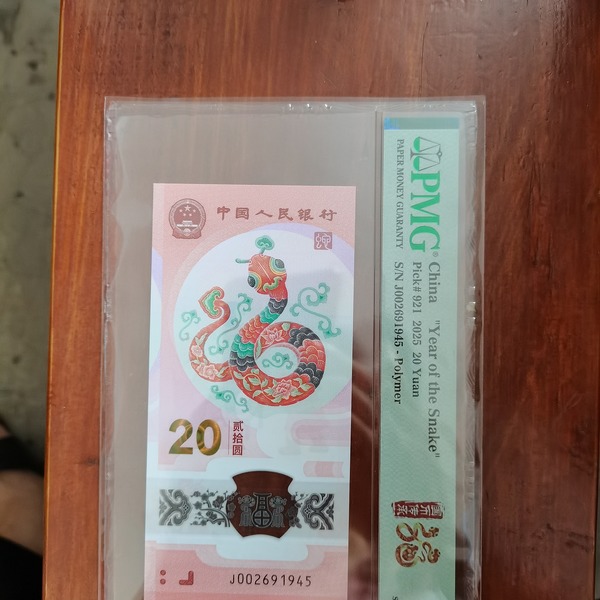 中国人民银行
20
贰拾圆
J002691945
PMG
PAPER MONEY GUARANTY
China "Year of the Snake"
Pick# 921 2025 20 Yuan
S/N J002691945 - Polymer